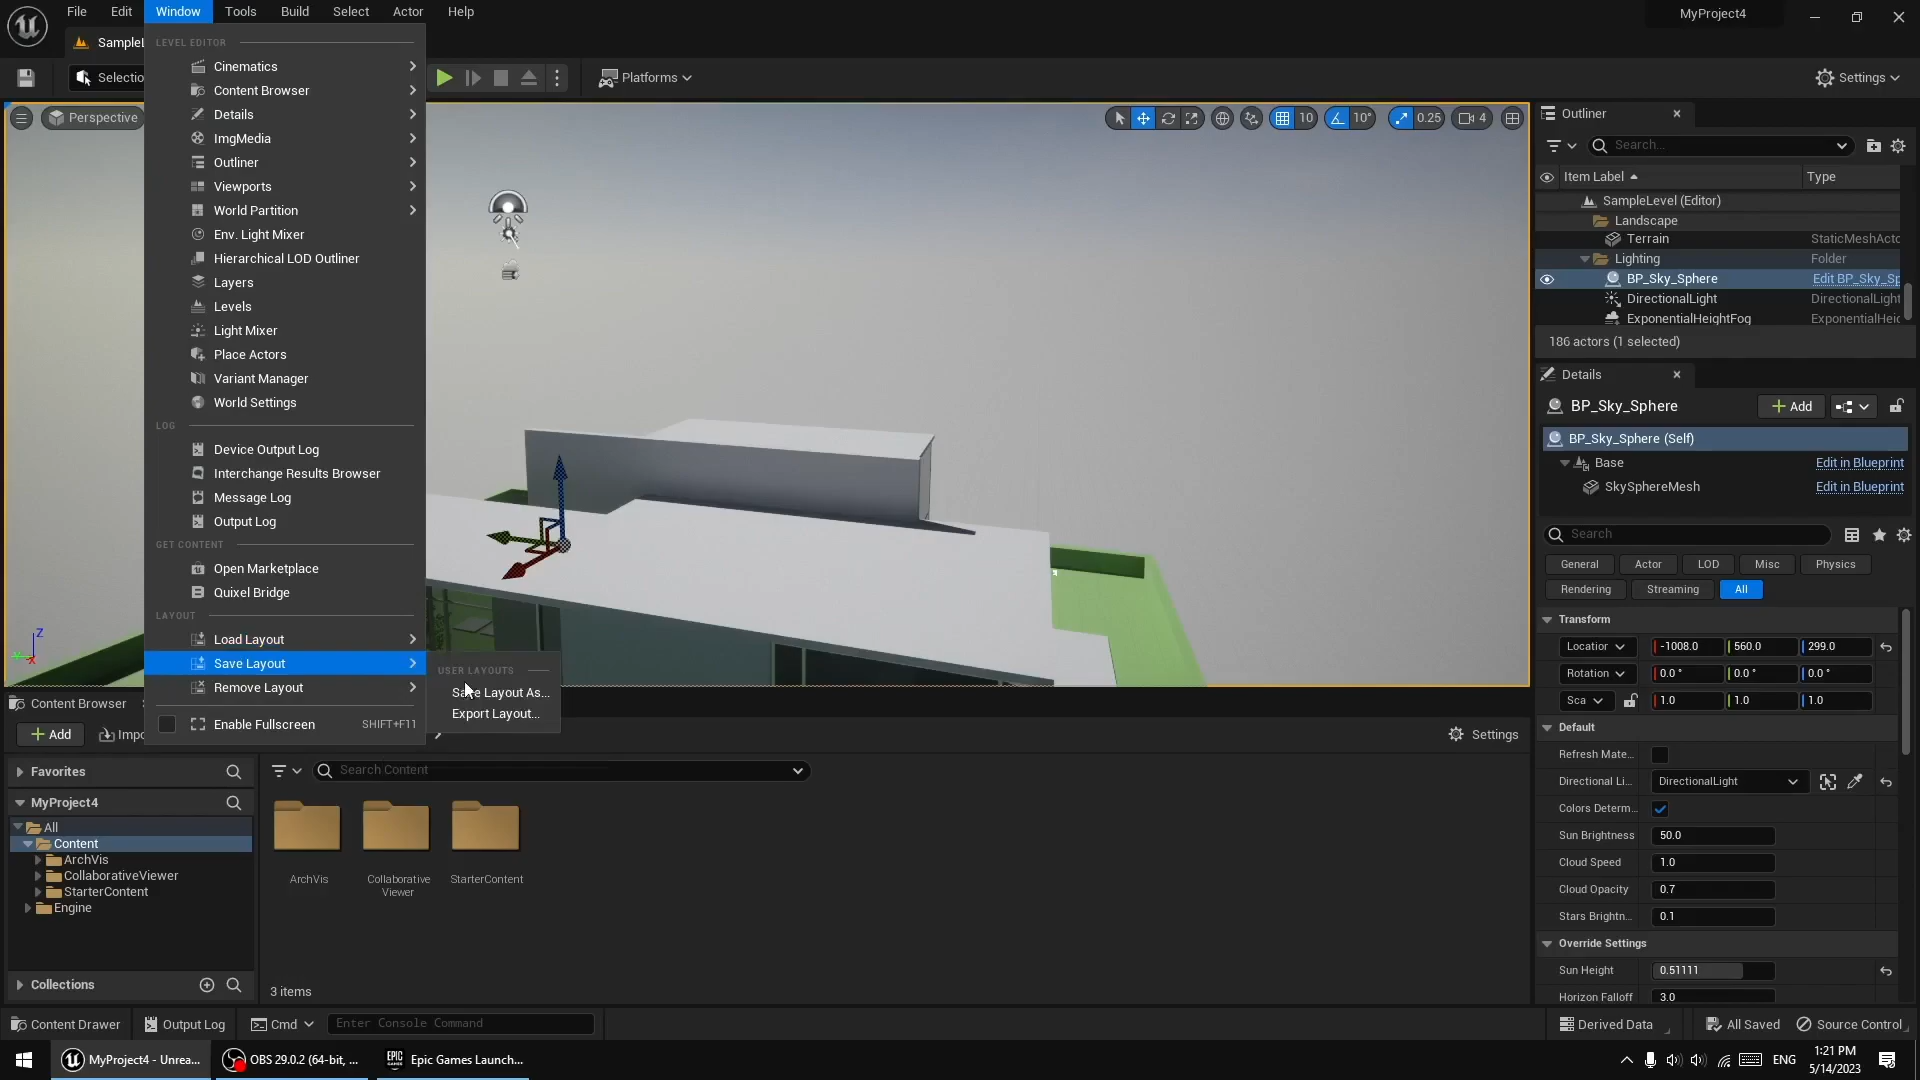 File Edit Window Tools Build Select Actor Help
MyProject4
SampleL
Selectio
Platforms
Settings
LEVEL EDITOR
Cinematics
Content Browser
Details
ImgMedia
Outliner
Viewports
World Partition
Env. Light Mixer
Hierarchical LOD Outliner
Layers
Levels
Light Mixer
Place Actors
Variant Manager
World Settings
LOG
Device Output Log
Interchange Results Browser
Message Log
Output Log
GET CONTENT
Open Marketplace
Quixel Bridge
LAYOUT
Load Layout
Save Layout
Remove Layout
Enable Fullscreen SHIFT+F11
USER LAYOUTS
Save Layout As...
Export Layout...
Perspective
10 10° 0.25 4
Z
X
Outliner
Search...
Item Label Type
SampleLevel (Editor)
Landscape
Terrain StaticMeshActo
Lighting Folder
BP_Sky_Sphere Edit BP_Sky_Sp
DirectionalLight DirectionalLight
ExponentialHeightFog ExponentialHeig
186 actors (1 selected)
Details
BP_Sky_Sphere Add
BP_Sky_Sphere (Self)
Base Edit in Blueprint
SkySphereMesh Edit in Blueprint
Search
General Actor LOD Misc Physics
Rendering Streaming All
Transform
Location -1008.0 560.0 299.0
Rotation 0.0 ° 0.0 ° 0.0 °
Sca 1.0 1.0 1.0
Default
Refresh Mate...
Directional Li... DirectionalLight
Colors Determ...
Sun Brightness 50.0
Cloud Speed 1.0
Cloud Opacity 0.7
Stars Brightn... 0.1
Override Settings
Sun Height 0.51111
Horizon Falloff 3.0
Content Browser
Add Impo
Settings
Favorites
Search Content
MyProject4
All
Content
ArchVis
CollaborativeViewer
StarterContent
Engine
ArchVis
Collaborative
Viewer
StarterContent
Collections
3 items
Content Drawer Output Log Cmd Enter Console Command
Derived Data All Saved Source Control
MyProject4 - Unrea...
OBS 29.0.2 (64-bit, ...
EPIC
GAMES
Epic Games Launch...
ENG
1:21 PM
5/14/2023